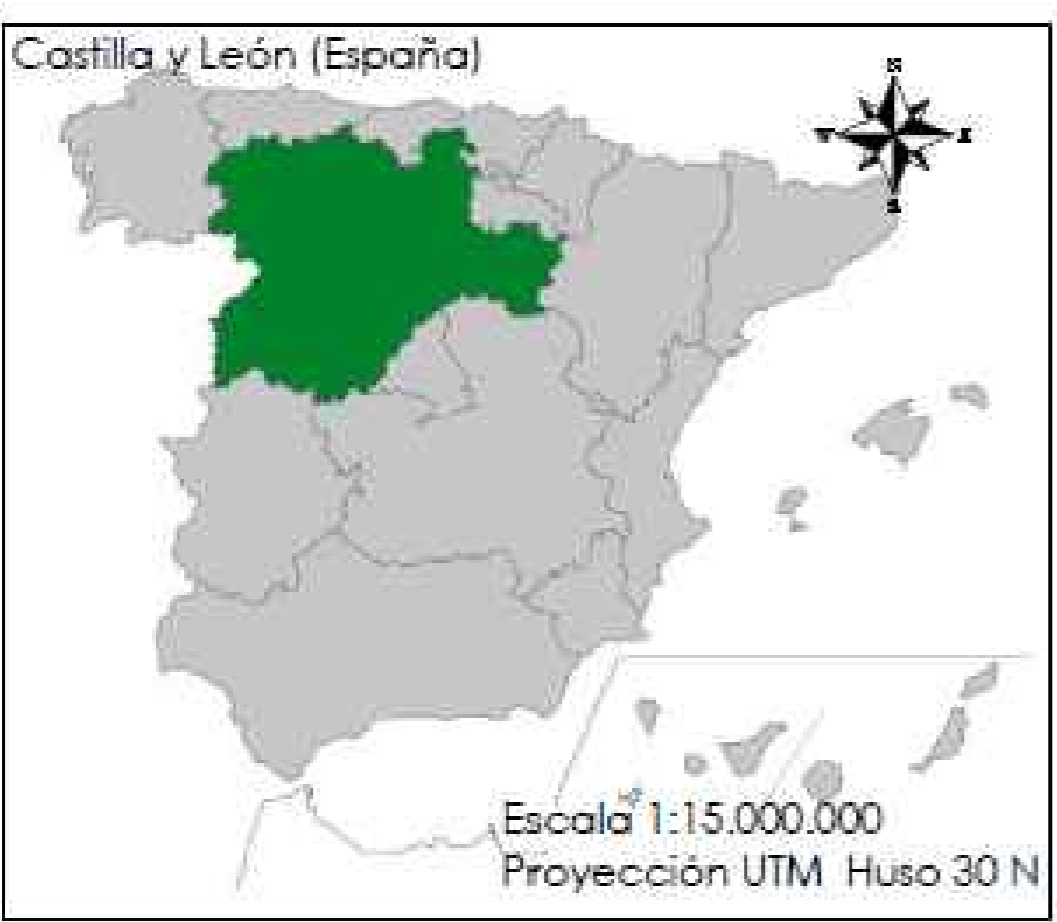 Castilla y León (España)
Escala 1:15.000.000
Proyección UTM Huso 30 N